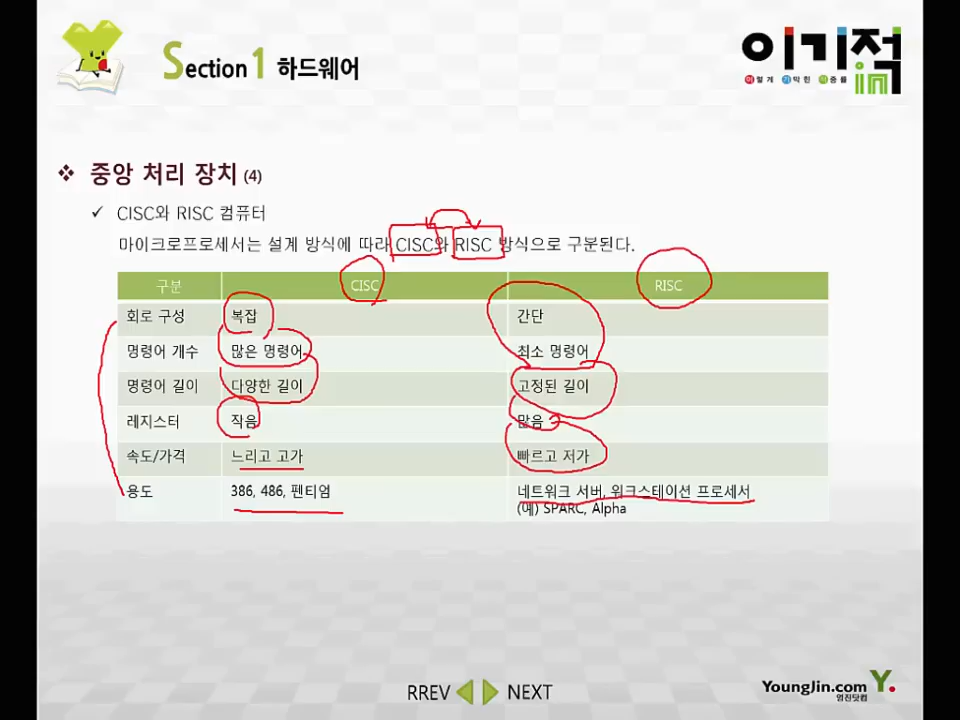 Section 1 하드웨어
이기적in
이렇게 기막힌 적중률
❖ 중앙 처리 장치 (4)
✓ CISC와 RISC 컴퓨터
마이크로프로세서는 설계 방식에 따라 CISC와 RISC 방식으로 구분된다.
구분 CISC RISC
회로 구성 복잡 간단
명령어 개수 많은 명령어 최소 명령어
명령어 길이 다양한 길이 고정된 길이
레지스터 작음 많음
속도/가격 느리고 고가 빠르고 저가
용도 386, 486, 펜티엄 네트워크 서버, 워크스테이션 프로세서
(예) SPARC, Alpha
RREV NEXT
YoungJin.com Y.
영진닷컴